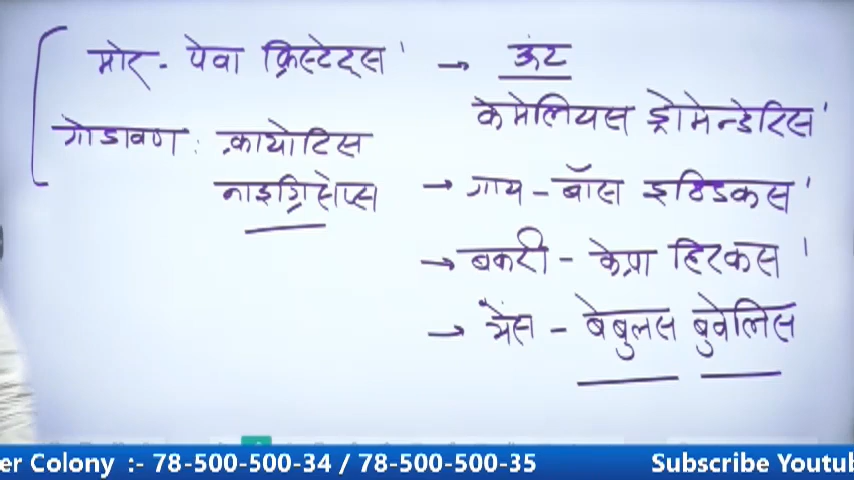 मोर - पेवा क्रिस्टेट्स
गोडावण : क्रायोटिस
नाइग्रिसेप्स
→ ऊंट
केमेलियस ड्रोमेन्डेरिस
→ गाय - बॉस इण्डिकस
→ बकरी - केप्रा हिरकस
→ भैंस - बेबुलस बुवेलिस
er Colony :- 78-500-500-34 / 78-500-500-35 Subscribe Youtub